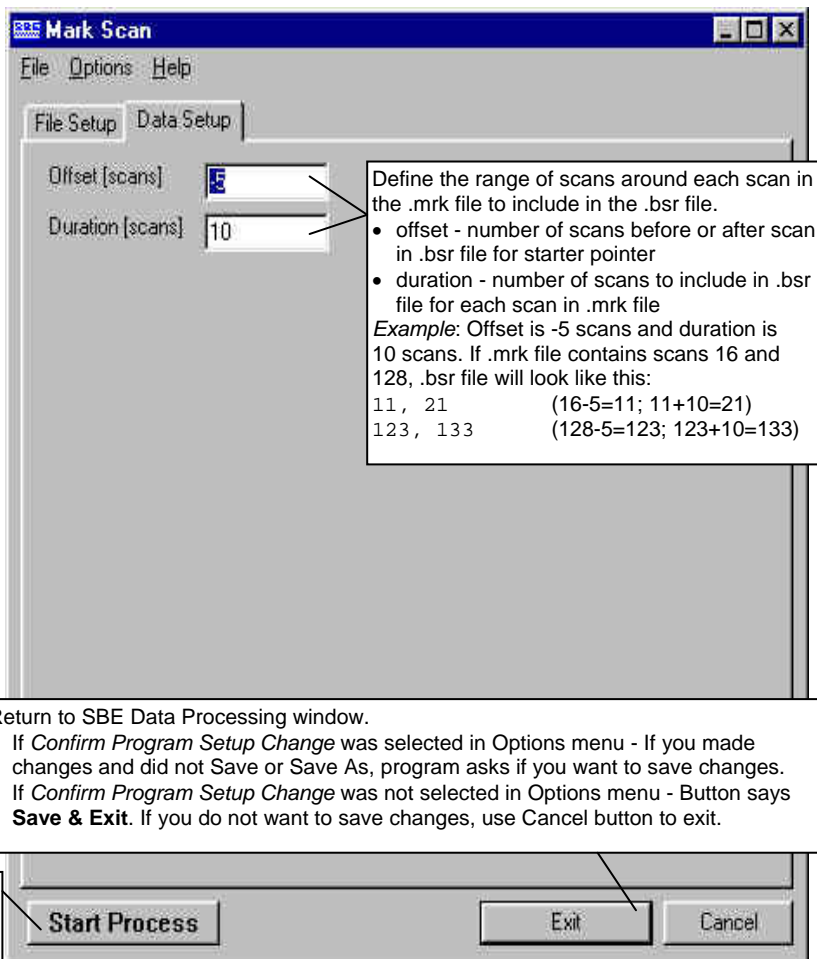 SBE Mark Scan
File Options Help
File Setup Data Setup
Offset [scans] -5
Duration [scans] 10
Define the range of scans around each scan in
the .mrk file to include in the .bsr file.
• offset - number of scans before or after scan
in .bsr file for starter pointer
• duration - number of scans to include in .bsr
file for each scan in .mrk file
Example: Offset is -5 scans and duration is
10 scans. If .mrk file contains scans 16 and
128, .bsr file will look like this:
11, 21 (16-5=11; 11+10=21)
123, 133 (128-5=123; 123+10=133)
Return to SBE Data Processing window.
If Confirm Program Setup Change was selected in Options menu - If you made
changes and did not Save or Save As, program asks if you want to save changes.
If Confirm Program Setup Change was not selected in Options menu - Button says
Save & Exit. If you do not want to save changes, use Cancel button to exit.
Start Process Exit Cancel